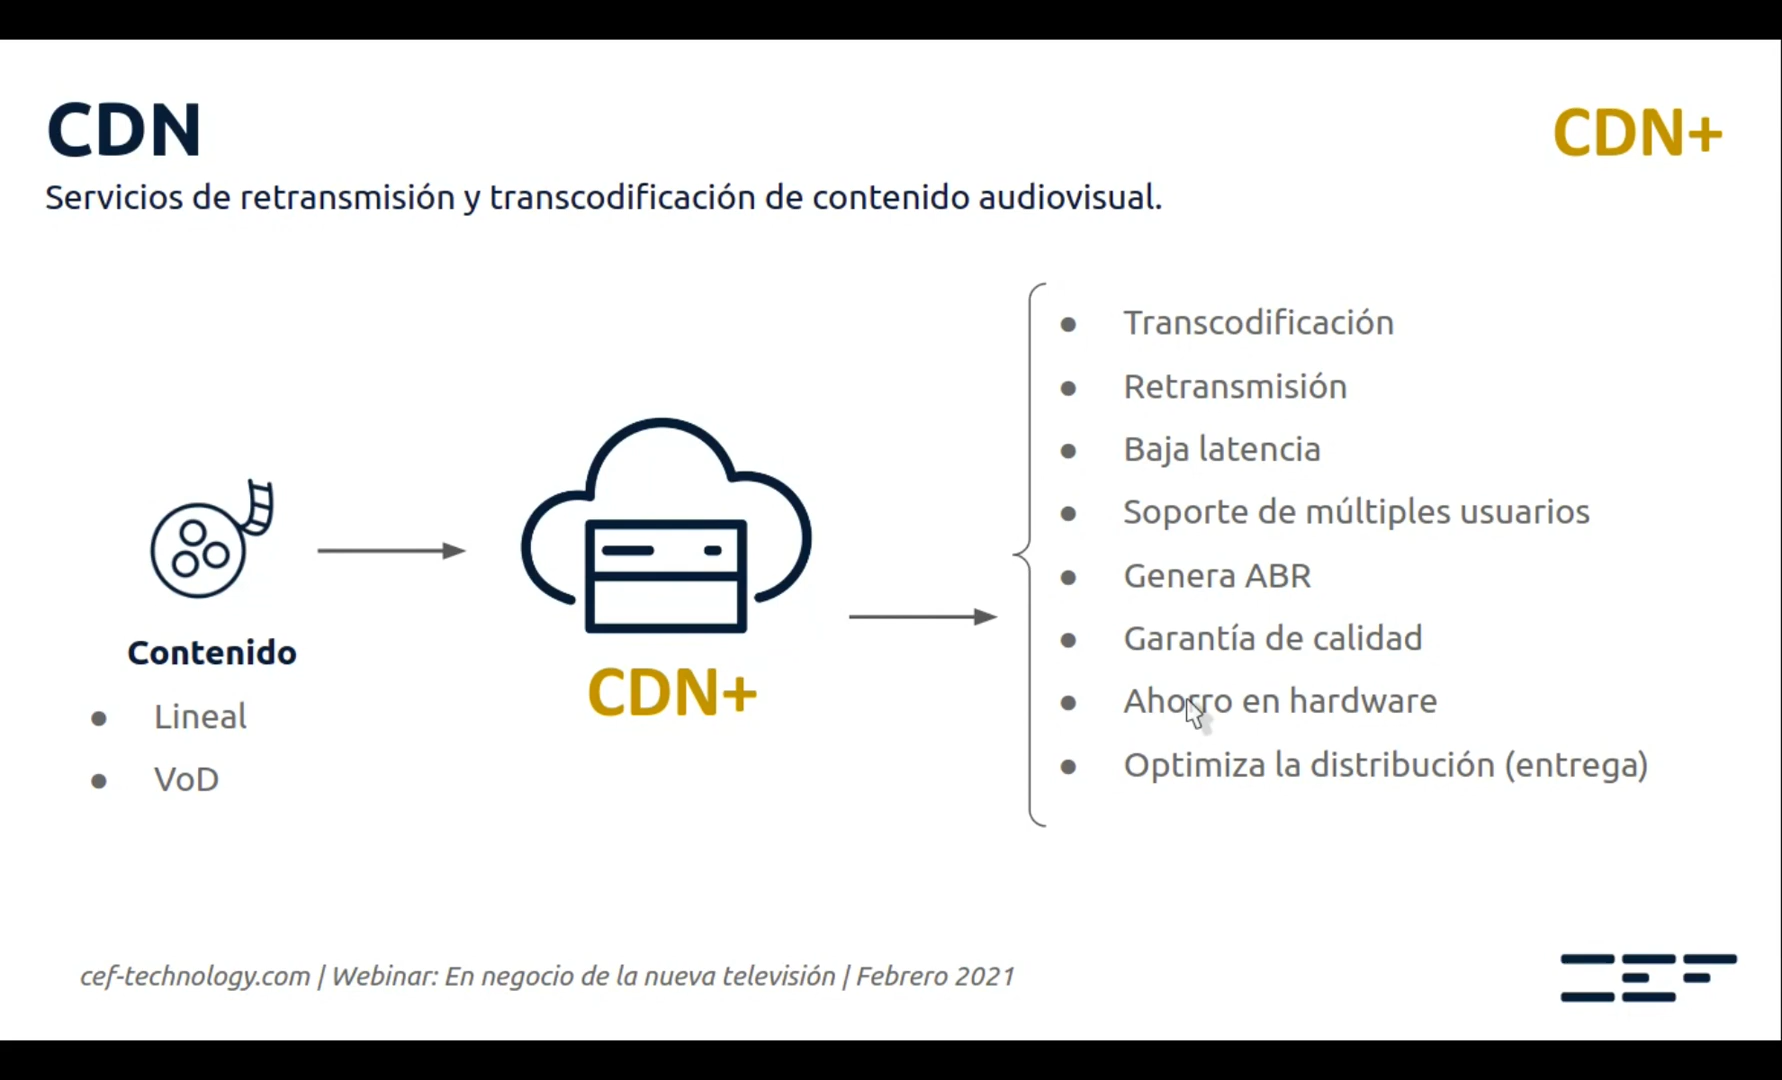 CDN
CDN+
Servicios de retransmisión y transcodificación de contenido audiovisual.
Contenido
● Lineal
● VoD
CDN+
● Transcodificación
● Retransmisión
● Baja latencia
● Soporte de múltiples usuarios
● Genera ABR
● Garantía de calidad
● Ahorro en hardware
● Optimiza la distribución (entrega)
cef-technology.com | Webinar: En negocio de la nueva televisión | Febrero 2021
CEF